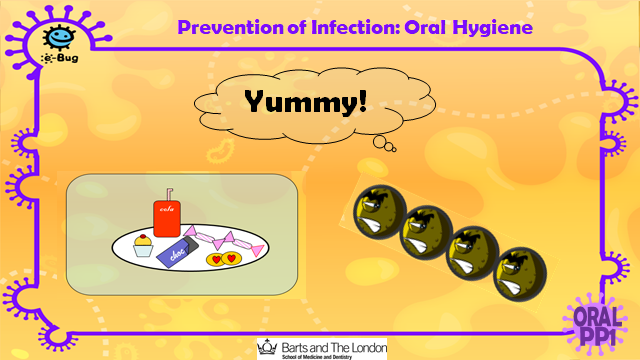 Prevention of Infection: Oral Hygiene
e-Bug
Yummy!
cola
choc
ORAL
PP1
Barts and The London
School of Medicine and Dentistry